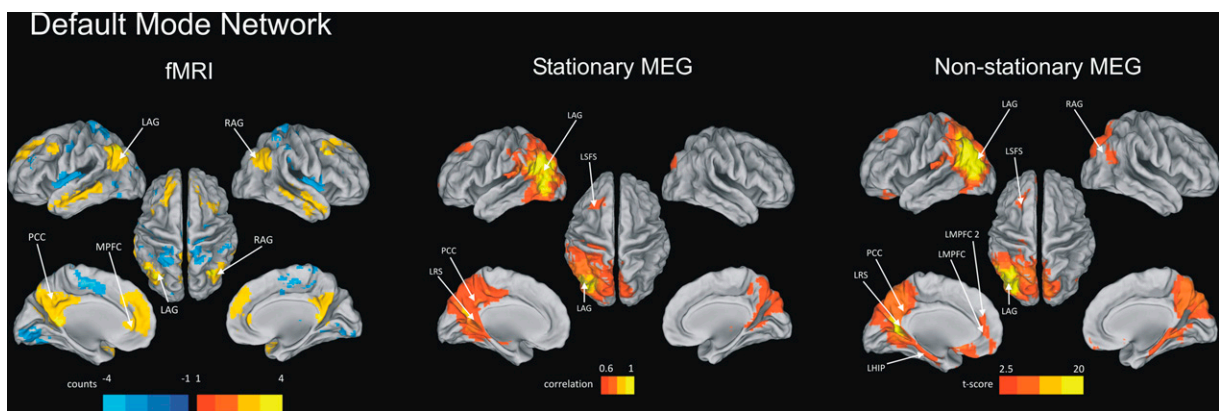 Default Mode Network
fMRI
LAG
RAG
PCC
MPFC
RAG
LAG
counts
-4
-1
1
4
Stationary MEG
LAG
LSFS
PCC
LRS
LAG
correlation
0.6
1
Non-stationary MEG
LAG
RAG
LSFS
LMPFC 2
PCC
LMPFC
LRS
LAG
LHIP
t-score
2.5
20